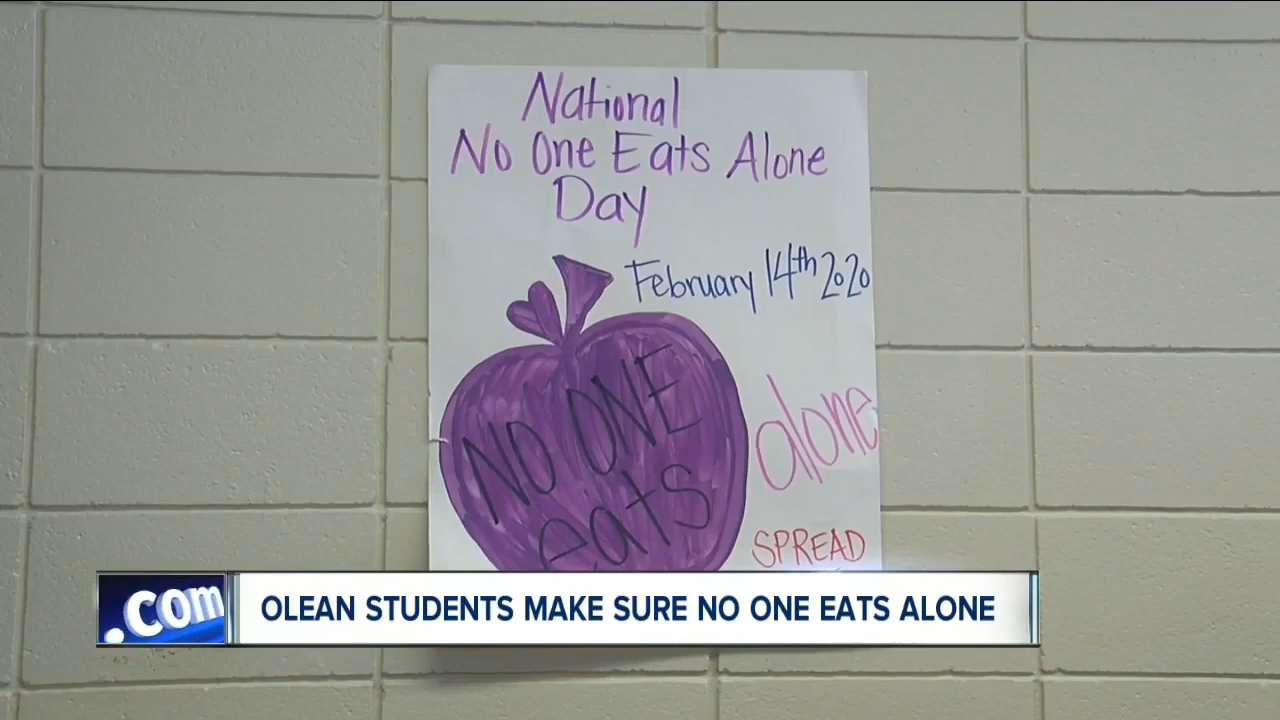 National
No One Eats Alone
Day
February 14th 2020
NO ONE
eats
alone
SPREAD
.com
OLEAN STUDENTS MAKE SURE NO ONE EATS ALONE